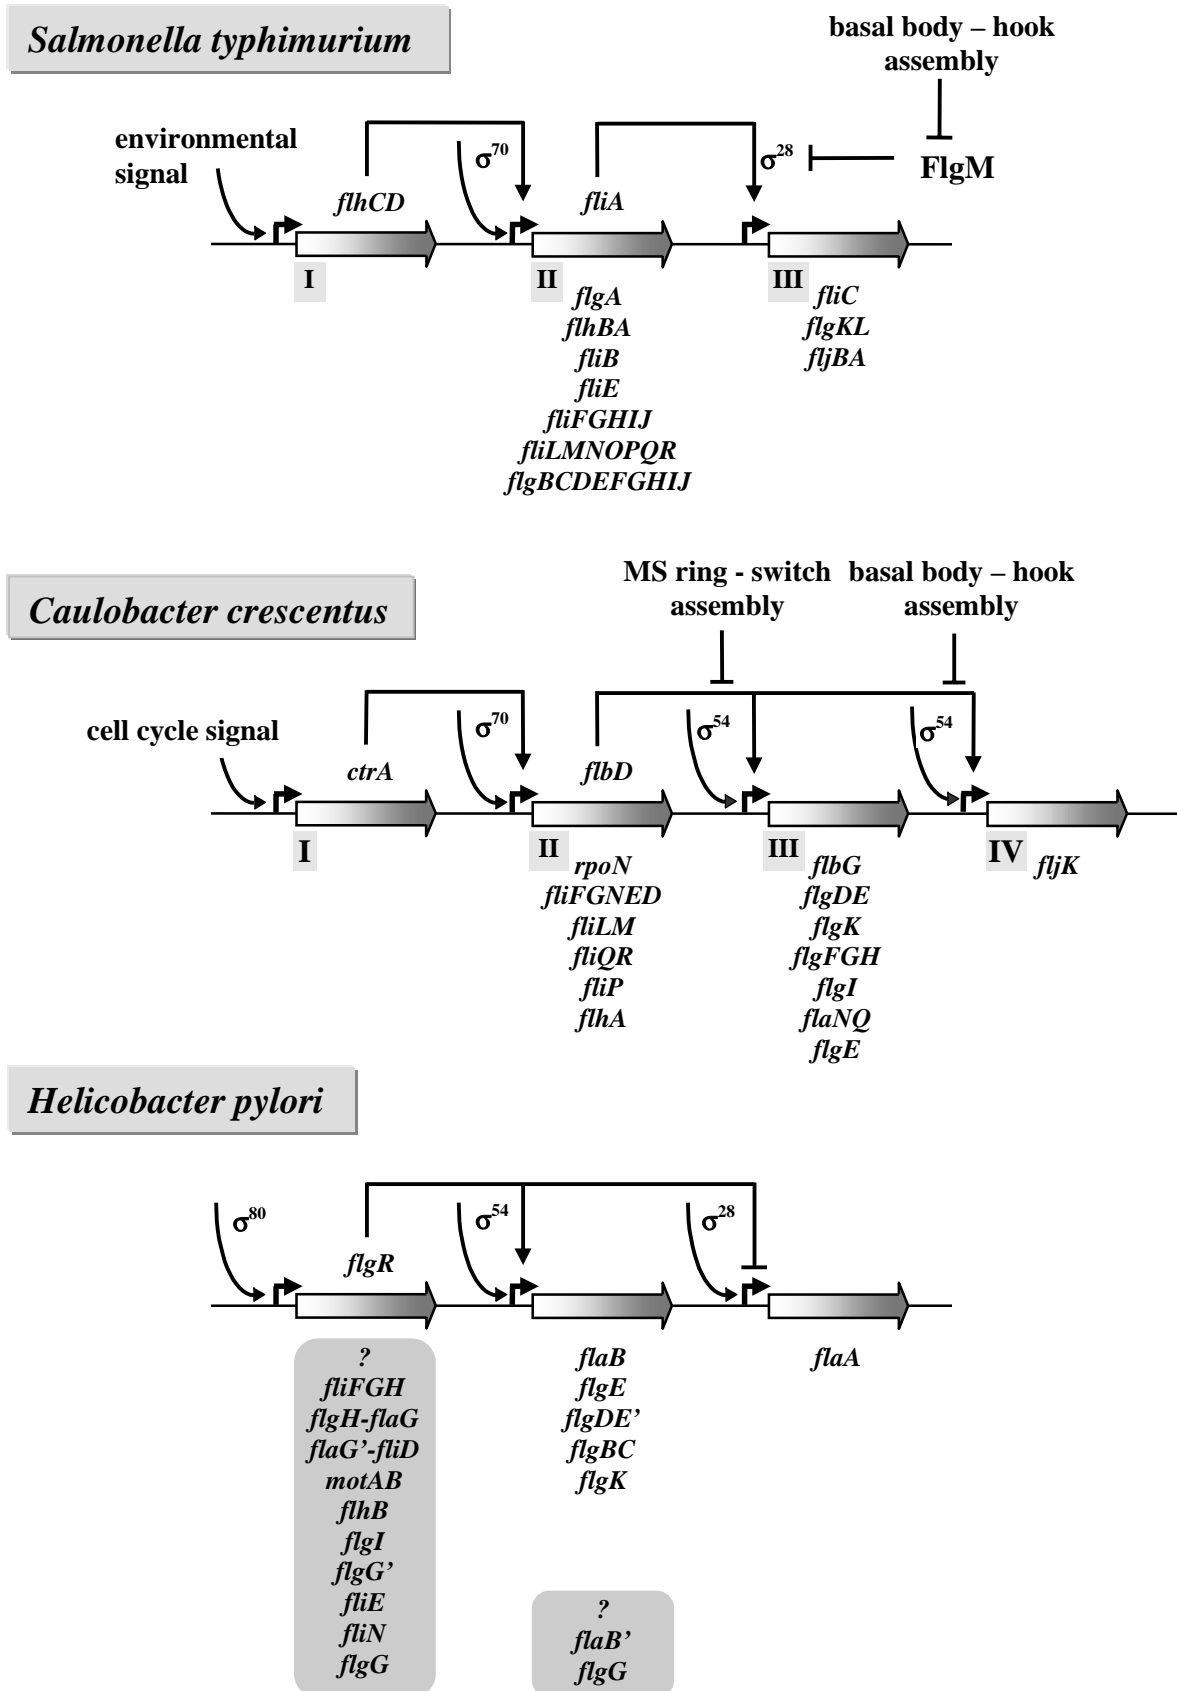 Salmonella typhimurium
basal body – hook
assembly
environmental
signal
σ70
σ28
FlgM
flhCD
fliA
I
II
III
flgA
flhBA
fliB
fliE
fliFGHIJ
fliLMNOPQR
flgBCDEFGHIJ
fliC
flgKL
fljBA
Caulobacter crescentus
MS ring - switch
assembly
basal body – hook
assembly
cell cycle signal
σ70
σ54
σ54
ctrA
flbD
I
II
III
IV
rpoN
fliFGNED
fliLM
fliQR
fliP
flhA
flbG
flgDE
flgK
flgFGH
flgI
flaNQ
flgE
fljK
Helicobacter pylori
σ80
σ54
σ28
flgR
?
fliFGH
flgH-flaG
flaG’-fliD
motAB
flhB
flgI
flgG’
fliE
fliN
flgG
flaB
flgE
flgDE’
flgBC
flgK
?
flaB’
flgG
flaA